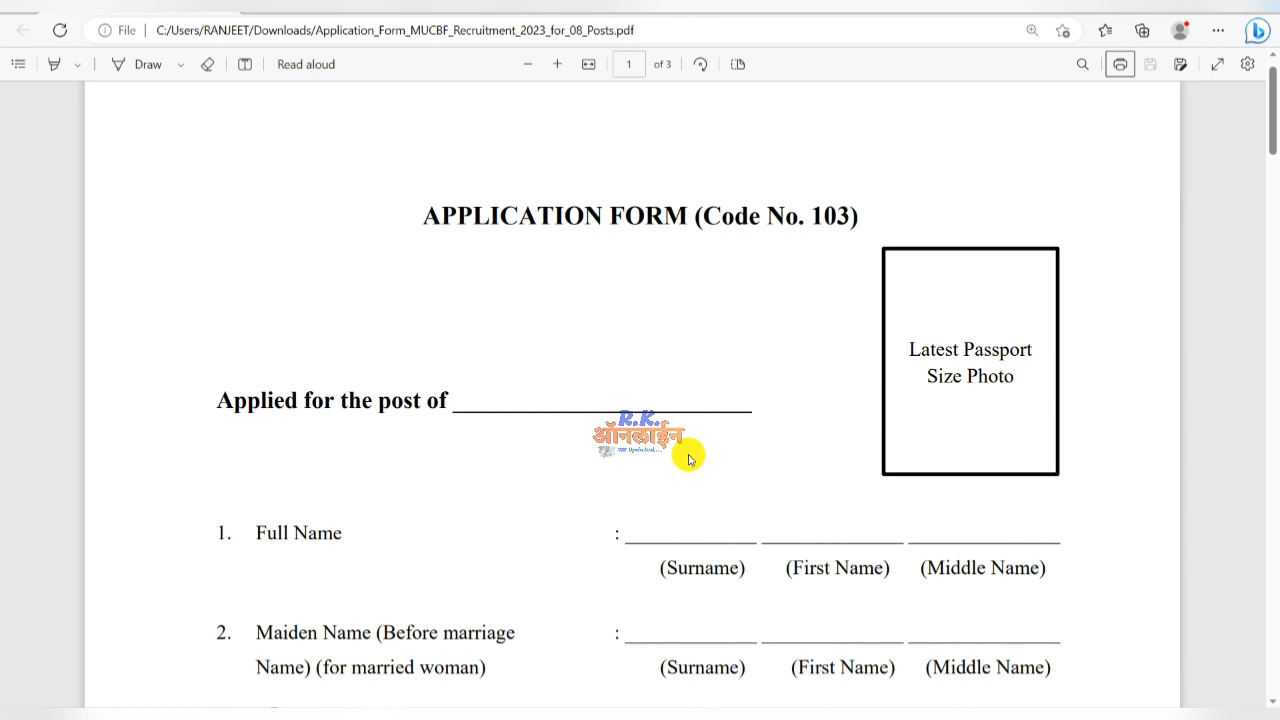 File
C:/Users/RANJEET/Downloads/Application_Form_MUCBF_Recruitment_2023_for_08_Posts.pdf
Draw
Read aloud
1 of 3
APPLICATION FORM (Code No. 103)
Latest Passport
Size Photo
Applied for the post of
R.K.
ऑनलाईन
1. Full Name :
(Surname) (First Name) (Middle Name)
2. Maiden Name (Before marriage :
Name) (for married woman) (Surname) (First Name) (Middle Name)